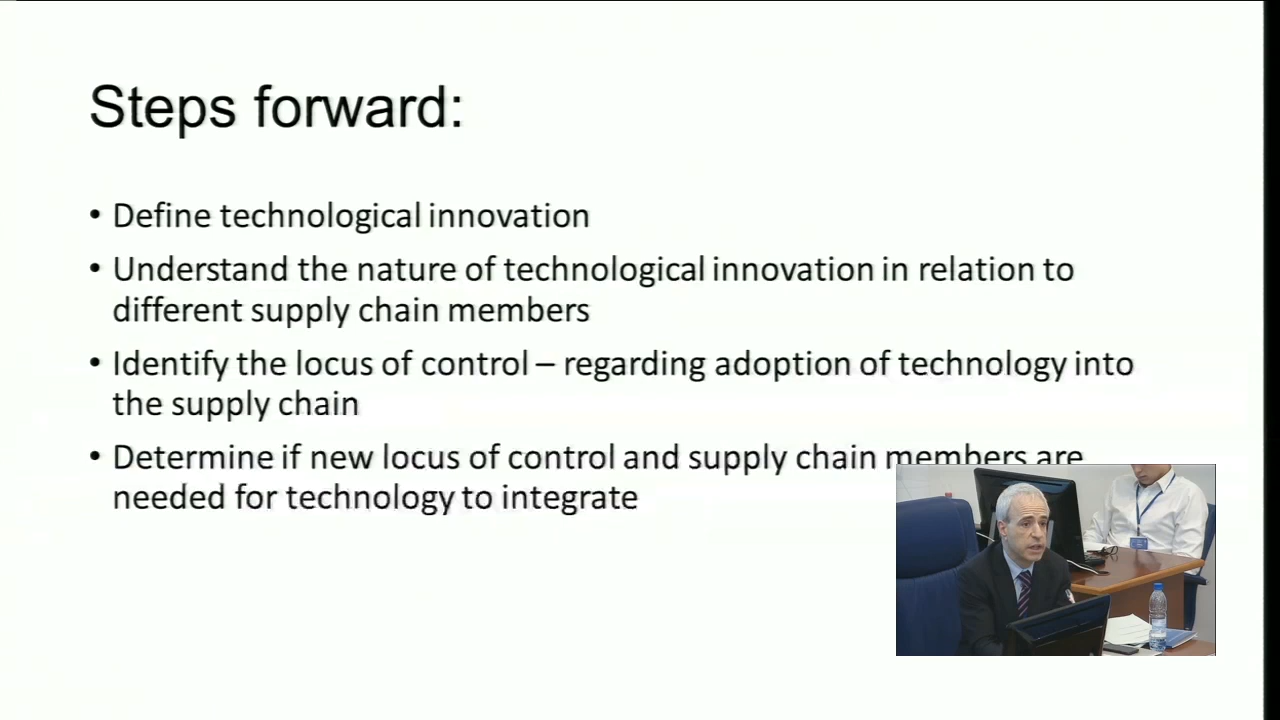 Steps forward:
• Define technological innovation
• Understand the nature of technological innovation in relation to
different supply chain members
• Identify the locus of control – regarding adoption of technology into
the supply chain
• Determine if new locus of control and supply chain members are
needed for technology to integrate